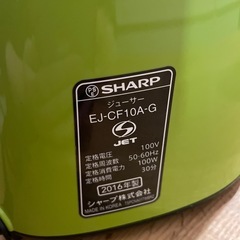 PSE
SHARP
ジューサー
EJ-CF10A-G
S
JET
定格電圧 100V
定格周波数 50-60Hz
定格消費電力 100W
定格時間 30分
2016年製
シャープ株式会社
MADE IN KOREA